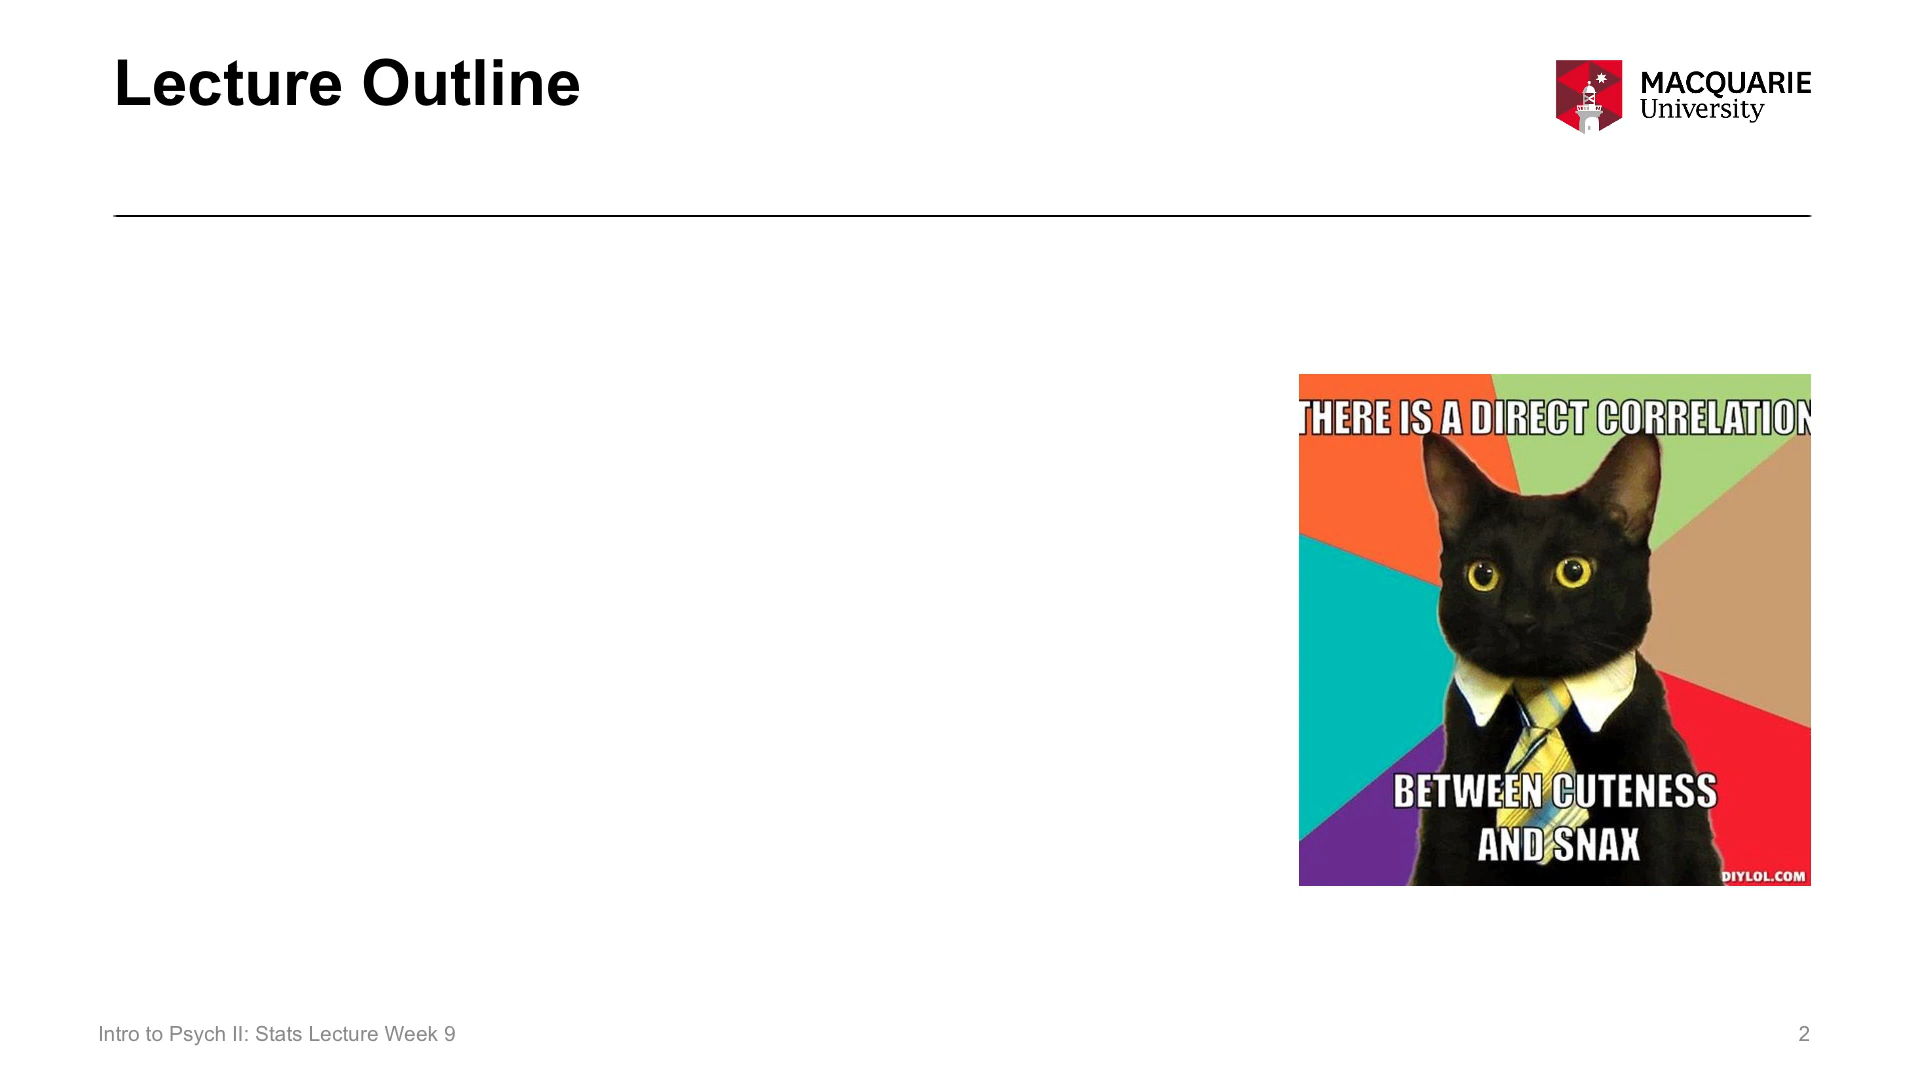 Lecture Outline
MACQUARIE
University
THERE IS A DIRECT CORRELATION
BETWEEN CUTENESS
AND SNAX
DIYLOL.COM
Intro to Psych II: Stats Lecture Week 9
2